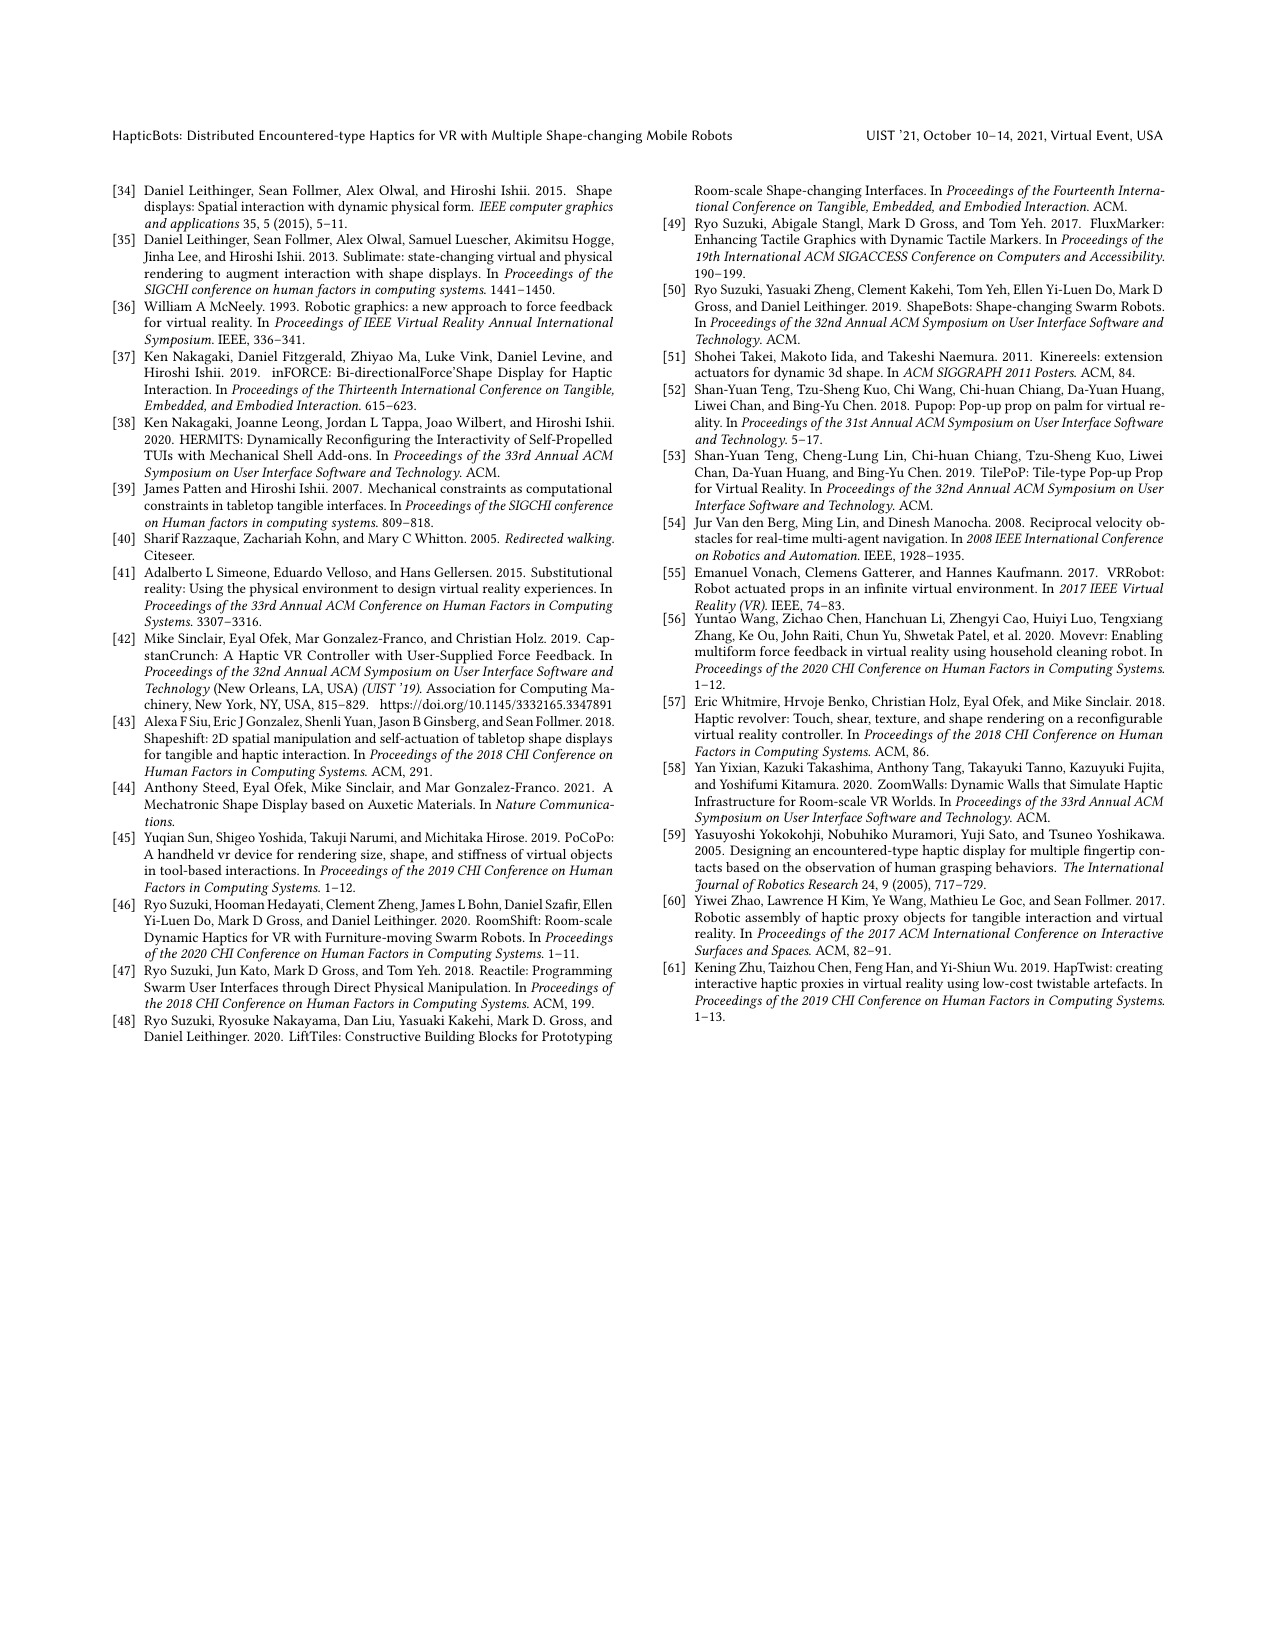 HapticBots: Distributed Encountered-type Haptics for VR with Multiple Shape-changing Mobile Robots
UIST ’21, October 10–14, 2021, Virtual Event, USA
[34] Daniel Leithinger, Sean Follmer, Alex Olwal, and Hiroshi Ishii. 2015. Shape
displays: Spatial interaction with dynamic physical form. IEEE computer graphics
and applications 35, 5 (2015), 5–11.
[35] Daniel Leithinger, Sean Follmer, Alex Olwal, Samuel Luescher, Akimitsu Hogge,
Jinha Lee, and Hiroshi Ishii. 2013. Sublimate: state-changing virtual and physical
rendering to augment interaction with shape displays. In Proceedings of the
SIGCHI conference on human factors in computing systems. 1441–1450.
[36] William A McNeely. 1993. Robotic graphics: a new approach to force feedback
for virtual reality. In Proceedings of IEEE Virtual Reality Annual International
Symposium. IEEE, 336–341.
[37] Ken Nakagaki, Daniel Fitzgerald, Zhiyao Ma, Luke Vink, Daniel Levine, and
Hiroshi Ishii. 2019. inFORCE: Bi-directionalForce’Shape Display for Haptic
Interaction. In Proceedings of the Thirteenth International Conference on Tangible,
Embedded, and Embodied Interaction. 615–623.
[38] Ken Nakagaki, Joanne Leong, Jordan L Tappa, Joao Wilbert, and Hiroshi Ishii.
2020. HERMITS: Dynamically Reconfiguring the Interactivity of Self-Propelled
TUIs with Mechanical Shell Add-ons. In Proceedings of the 33rd Annual ACM
Symposium on User Interface Software and Technology. ACM.
[39] James Patten and Hiroshi Ishii. 2007. Mechanical constraints as computational
constraints in tabletop tangible interfaces. In Proceedings of the SIGCHI conference
on Human factors in computing systems. 809–818.
[40] Sharif Razzaque, Zachariah Kohn, and Mary C Whitton. 2005. Redirected walking.
Citeseer.
[41] Adalberto L Simeone, Eduardo Velloso, and Hans Gellersen. 2015. Substitutional
reality: Using the physical environment to design virtual reality experiences. In
Proceedings of the 33rd Annual ACM Conference on Human Factors in Computing
Systems. 3307–3316.
[42] Mike Sinclair, Eyal Ofek, Mar Gonzalez-Franco, and Christian Holz. 2019. Cap-
stanCrunch: A Haptic VR Controller with User-Supplied Force Feedback. In
Proceedings of the 32nd Annual ACM Symposium on User Interface Software and
Technology (New Orleans, LA, USA) (UIST ’19). Association for Computing Ma-
chinery, New York, NY, USA, 815–829. https://doi.org/10.1145/3332165.3347891
[43] Alexa F Siu, Eric J Gonzalez, Shenli Yuan, Jason B Ginsberg, and Sean Follmer. 2018.
Shapeshift: 2D spatial manipulation and self-actuation of tabletop shape displays
for tangible and haptic interaction. In Proceedings of the 2018 CHI Conference on
Human Factors in Computing Systems. ACM, 291.
[44] Anthony Steed, Eyal Ofek, Mike Sinclair, and Mar Gonzalez-Franco. 2021. A
Mechatronic Shape Display based on Auxetic Materials. In Nature Communica-
tions.
[45] Yuqian Sun, Shigeo Yoshida, Takuji Narumi, and Michitaka Hirose. 2019. PoCoPo:
A handheld vr device for rendering size, shape, and stiffness of virtual objects
in tool-based interactions. In Proceedings of the 2019 CHI Conference on Human
Factors in Computing Systems. 1–12.
[46] Ryo Suzuki, Hooman Hedayati, Clement Zheng, James L Bohn, Daniel Szafir, Ellen
Yi-Luen Do, Mark D Gross, and Daniel Leithinger. 2020. RoomShift: Room-scale
Dynamic Haptics for VR with Furniture-moving Swarm Robots. In Proceedings
of the 2020 CHI Conference on Human Factors in Computing Systems. 1–11.
[47] Ryo Suzuki, Jun Kato, Mark D Gross, and Tom Yeh. 2018. Reactile: Programming
Swarm User Interfaces through Direct Physical Manipulation. In Proceedings of
the 2018 CHI Conference on Human Factors in Computing Systems. ACM, 199.
[48] Ryo Suzuki, Ryosuke Nakayama, Dan Liu, Yasuaki Kakehi, Mark D. Gross, and
Daniel Leithinger. 2020. LiftTiles: Constructive Building Blocks for Prototyping
Room-scale Shape-changing Interfaces. In Proceedings of the Fourteenth Interna-
tional Conference on Tangible, Embedded, and Embodied Interaction. ACM.
[49] Ryo Suzuki, Abigale Stangl, Mark D Gross, and Tom Yeh. 2017. FluxMarker:
Enhancing Tactile Graphics with Dynamic Tactile Markers. In Proceedings of the
19th International ACM SIGACCESS Conference on Computers and Accessibility.
190–199.
[50] Ryo Suzuki, Yasuaki Zheng, Clement Kakehi, Tom Yeh, Ellen Yi-Luen Do, Mark D
Gross, and Daniel Leithinger. 2019. ShapeBots: Shape-changing Swarm Robots.
In Proceedings of the 32nd Annual ACM Symposium on User Interface Software and
Technology. ACM.
[51] Shohei Takei, Makoto Iida, and Takeshi Naemura. 2011. Kinereels: extension
actuators for dynamic 3d shape. In ACM SIGGRAPH 2011 Posters. ACM, 84.
[52] Shan-Yuan Teng, Tzu-Sheng Kuo, Chi Wang, Chi-huan Chiang, Da-Yuan Huang,
Liwei Chan, and Bing-Yu Chen. 2018. Pupop: Pop-up prop on palm for virtual re-
ality. In Proceedings of the 31st Annual ACM Symposium on User Interface Software
and Technology. 5–17.
[53] Shan-Yuan Teng, Cheng-Lung Lin, Chi-huan Chiang, Tzu-Sheng Kuo, Liwei
Chan, Da-Yuan Huang, and Bing-Yu Chen. 2019. TilePoP: Tile-type Pop-up Prop
for Virtual Reality. In Proceedings of the 32nd Annual ACM Symposium on User
Interface Software and Technology. ACM.
[54] Jur Van den Berg, Ming Lin, and Dinesh Manocha. 2008. Reciprocal velocity ob-
stacles for real-time multi-agent navigation. In 2008 IEEE International Conference
on Robotics and Automation. IEEE, 1928–1935.
[55] Emanuel Vonach, Clemens Gatterer, and Hannes Kaufmann. 2017. VRRobot:
Robot actuated props in an infinite virtual environment. In 2017 IEEE Virtual
Reality (VR). IEEE, 74–83.
[56] Yuntao Wang, Zichao Chen, Hanchuan Li, Zhengyi Cao, Huiyi Luo, Tengxiang
Zhang, Ke Ou, John Raiti, Chun Yu, Shwetak Patel, et al. 2020. Movevr: Enabling
multiform force feedback in virtual reality using household cleaning robot. In
Proceedings of the 2020 CHI Conference on Human Factors in Computing Systems.
1–12.
[57] Eric Whitmire, Hrvoje Benko, Christian Holz, Eyal Ofek, and Mike Sinclair. 2018.
Haptic revolver: Touch, shear, texture, and shape rendering on a reconfigurable
virtual reality controller. In Proceedings of the 2018 CHI Conference on Human
Factors in Computing Systems. ACM, 86.
[58] Yan Yixian, Kazuki Takashima, Anthony Tang, Takayuki Tanno, Kazuyuki Fujita,
and Yoshifumi Kitamura. 2020. ZoomWalls: Dynamic Walls that Simulate Haptic
Infrastructure for Room-scale VR Worlds. In Proceedings of the 33rd Annual ACM
Symposium on User Interface Software and Technology. ACM.
[59] Yasuyoshi Yokokohji, Nobuhiko Muramori, Yuji Sato, and Tsuneo Yoshikawa.
2005. Designing an encountered-type haptic display for multiple fingertip con-
tacts based on the observation of human grasping behaviors. The International
Journal of Robotics Research 24, 9 (2005), 717–729.
[60] Yiwei Zhao, Lawrence H Kim, Ye Wang, Mathieu Le Goc, and Sean Follmer. 2017.
Robotic assembly of haptic proxy objects for tangible interaction and virtual
reality. In Proceedings of the 2017 ACM International Conference on Interactive
Surfaces and Spaces. ACM, 82–91.
[61] Kening Zhu, Taizhou Chen, Feng Han, and Yi-Shiun Wu. 2019. HapTwist: creating
interactive haptic proxies in virtual reality using low-cost twistable artefacts. In
Proceedings of the 2019 CHI Conference on Human Factors in Computing Systems.
1–13.